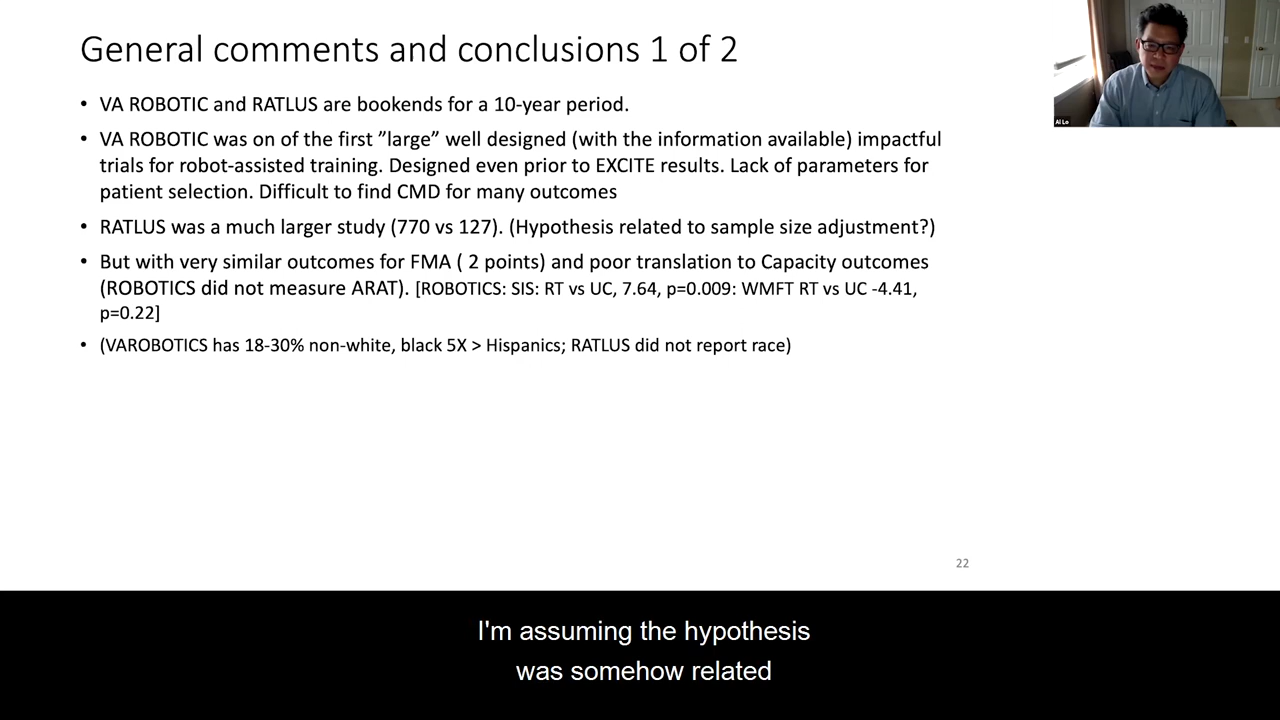 General comments and conclusions 1 of 2
• VA ROBOTIC and RATLUS are bookends for a 10-year period.
• VA ROBOTIC was on of the first ”large” well designed (with the information available) impactful
trials for robot-assisted training. Designed even prior to EXCITE results. Lack of parameters for
patient selection. Difficult to find CMD for many outcomes
• RATLUS was a much larger study (770 vs 127). (Hypothesis related to sample size adjustment?)
• But with very similar outcomes for FMA ( 2 points) and poor translation to Capacity outcomes
(ROBOTICS did not measure ARAT). [ROBOTICS: SIS: RT vs UC, 7.64, p=0.009: WMFT RT vs UC -4.41,
p=0.22]
• (VAROBOTICS has 18-30% non-white, black 5X > Hispanics; RATLUS did not report race)
22
Al Lo
I'm assuming the hypothesis
was somehow related